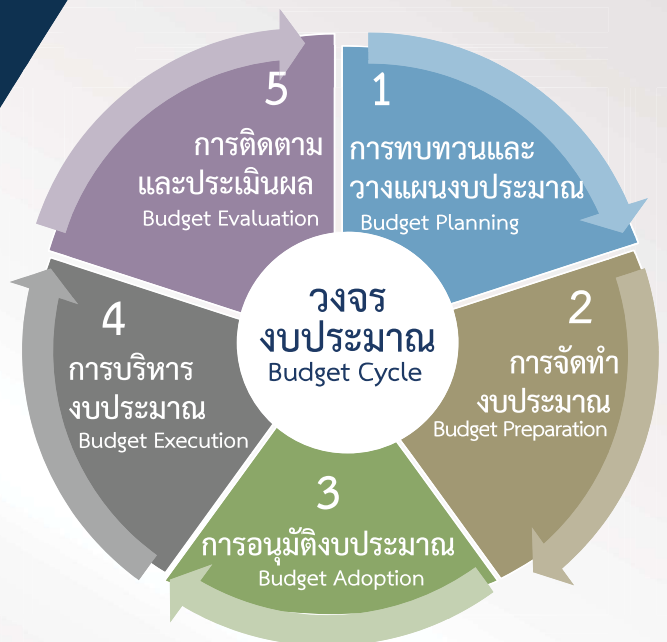 วงจร
งบประมาณ
Budget Cycle
1
การทบทวนและ
วางแผนงบประมาณ
Budget Planning
2
การจัดทำ
งบประมาณ
Budget Preparation
3
การอนุมัติงบประมาณ
Budget Adoption
4
การบริหาร
งบประมาณ
Budget Execution
5
การติดตาม
และประเมินผล
Budget Evaluation